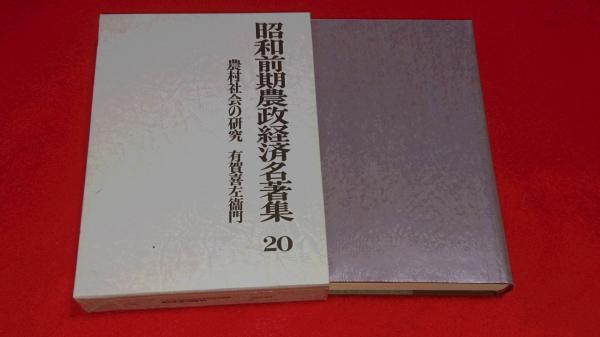 昭和前期農政経済名著集
20
農村社会の研究 有賀喜左衞門